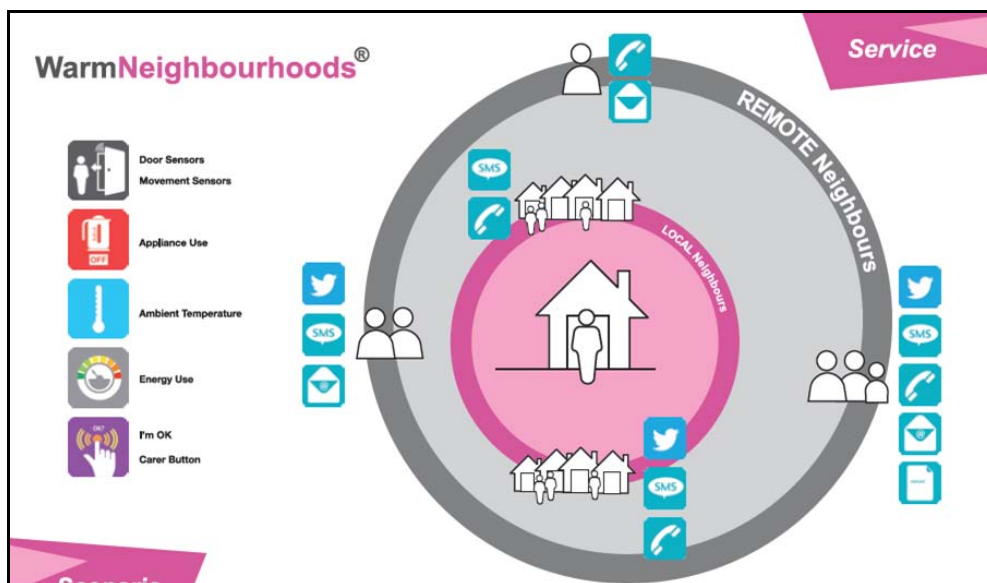 WarmNeighbourhoods®
Service
Door Sensors
Movement Sensors
Appliance Use
OFF
Ambient Temperature
Energy Use
OK?
I'm OK
Carer Button
REMOTE Neighbours
LOCAL Neighbours
SMS
SMS
SMS
SMS
@
@
Scenario